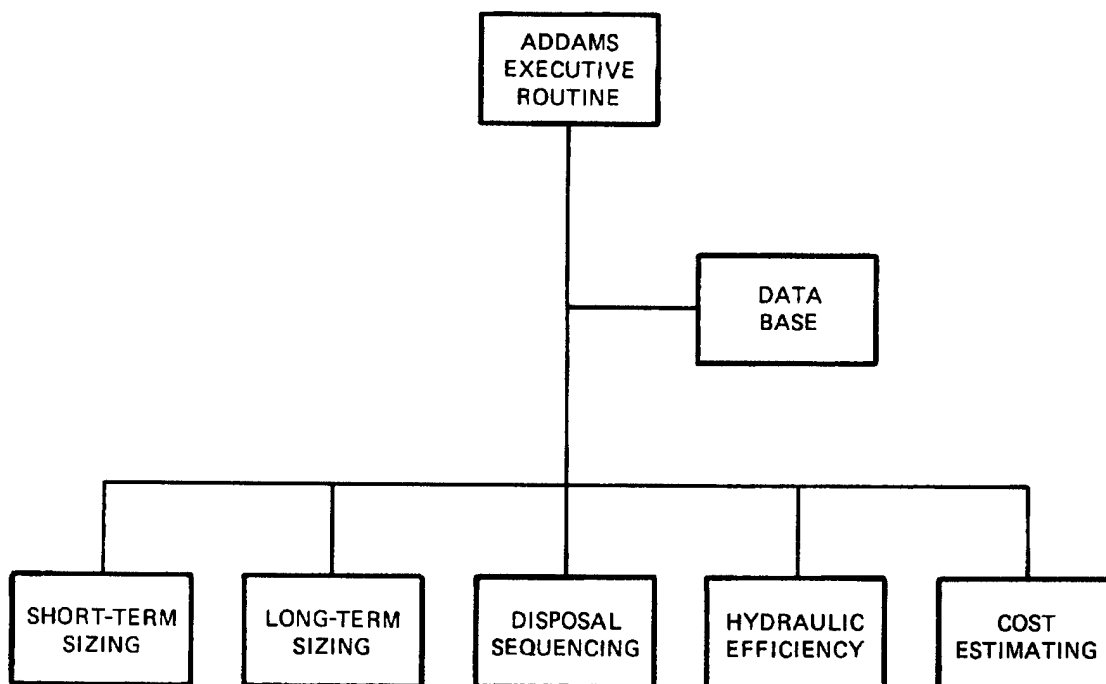 ADDAMS
EXECUTIVE
ROUTINE
DATA
BASE
SHORT-TERM
SIZING
LONG-TERM
SIZING
DISPOSAL
SEQUENCING
HYDRAULIC
EFFICIENCY
COST
ESTIMATING